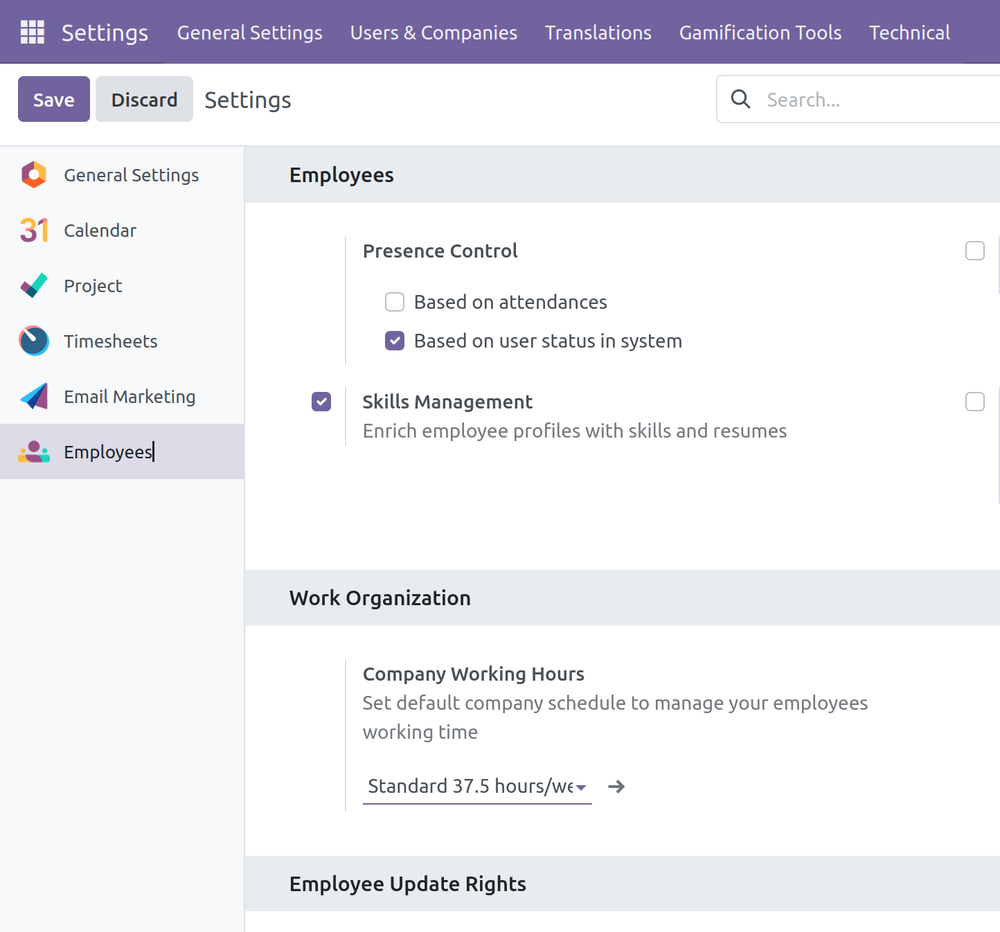 Settings General Settings Users & Companies Translations Gamification Tools Technical
Save Discard Settings Search...
General Settings
31 Calendar
Project
Timesheets
Email Marketing
Employees
Employees
Presence Control
Based on attendances
Based on user status in system
Skills Management
Enrich employee profiles with skills and resumes
Work Organization
Company Working Hours
Set default company schedule to manage your employees
working time
Standard 37.5 hours/we
Employee Update Rights